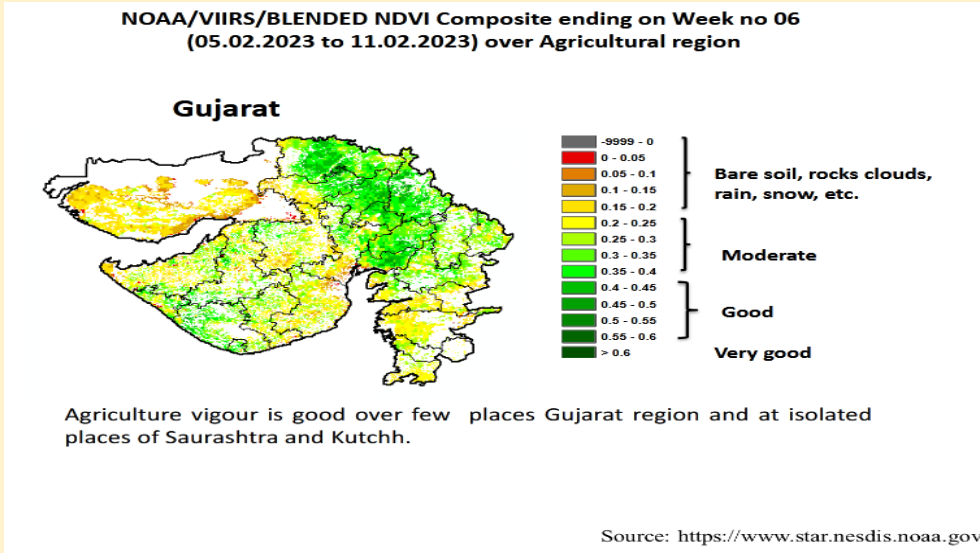 NOAA/VIIRS/BLENDED NDVI Composite ending on Week no 06
(05.02.2023 to 11.02.2023) over Agricultural region
Gujarat
-9999 - 0
0 - 0.05
0.05 - 0.1
0.1 - 0.15
0.15 - 0.2
0.2 - 0.25
0.25 - 0.3
0.3 - 0.35
0.35 - 0.4
0.4 - 0.45
0.45 - 0.5
0.5 - 0.55
0.55 - 0.6
> 0.6
Bare soil, rocks clouds,
rain, snow, etc.
Moderate
Good
Very good
Agriculture vigour is good over few places Gujarat region and at isolated
places of Saurashtra and Kutchh.
Source: https://www.star.nesdis.noaa.gov